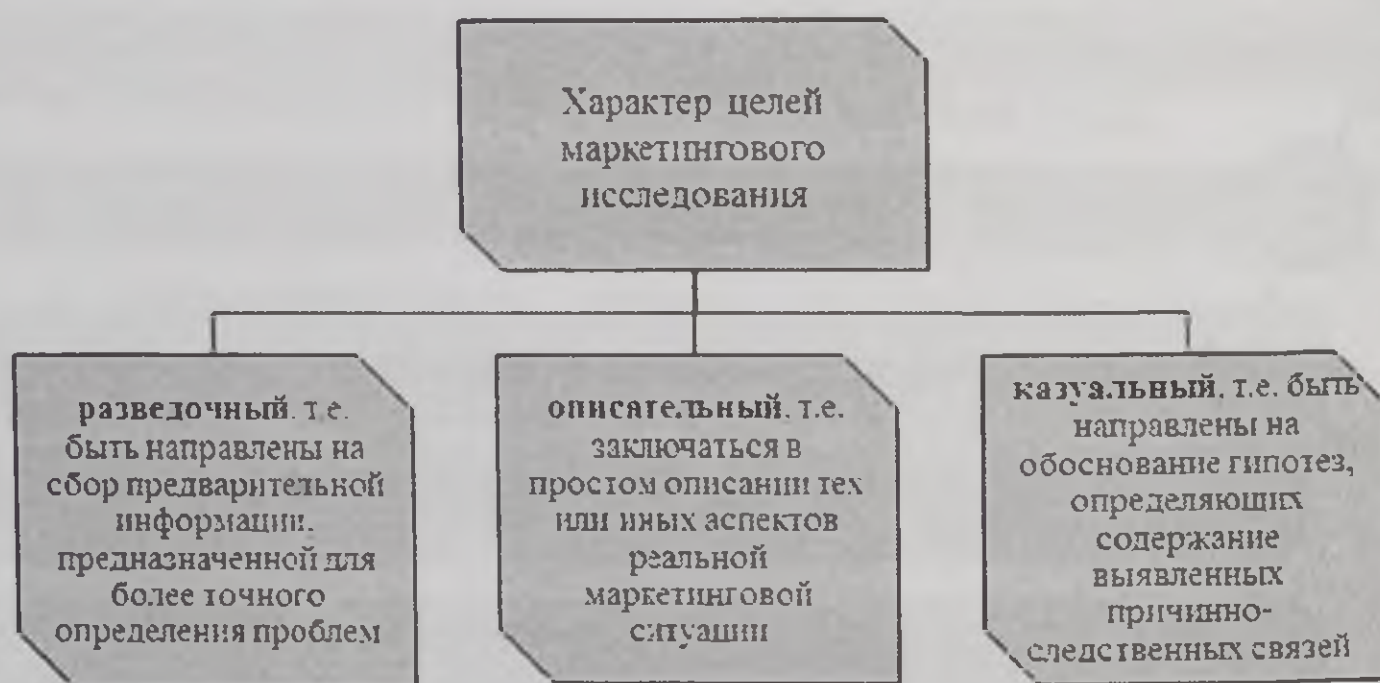 Характер целей
маркетингового
исследования
разведочный. т.е.
быть направлены на
сбор предварительной
информации.
предназначенной для
более точного
определения проблем
описательный. т.е.
заключаться в
простом описании тех
или иных аспектов
реальной
маркетинговой
ситуации
казуальный. т.е. быть
направлены на
обоснование гипотез,
определяющих
содержание
выявленных
причинно-
следственных связей